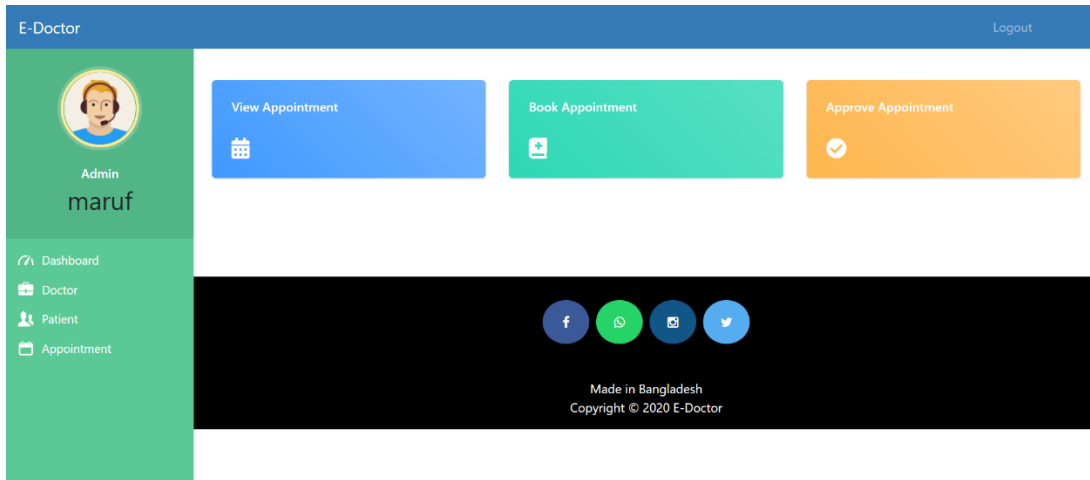 E-Doctor
Logout
Admin
maruf
Dashboard
Doctor
Patient
Appointment
View Appointment
Book Appointment
Approve Appointment
Made in Bangladesh
Copyright © 2020 E-Doctor